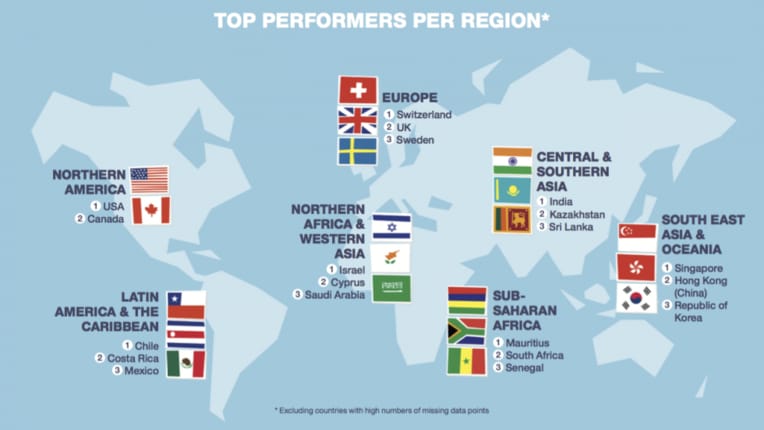 TOP PERFORMERS PER REGION*
EUROPE
1 Switzerland
2 UK
3 Sweden
NORTHERN
AMERICA
1 USA
2 Canada
CENTRAL &
SOUTHERN
ASIA
1 India
2 Kazakhstan
3 Sri Lanka
NORTHERN
AFRICA &
WESTERN
ASIA
1 Israel
2 Cyprus
3 Saudi Arabia
SOUTH EAST
ASIA &
OCEANIA
1 Singapore
2 Hong Kong
(China)
3 Republic of
Korea
LATIN
AMERICA & THE
CARIBBEAN
1 Chile
2 Costa Rica
3 Mexico
SUB-
SAHARAN
AFRICA
1 Mauritius
2 South Africa
3 Senegal
* Excluding countries with high numbers of missing data points